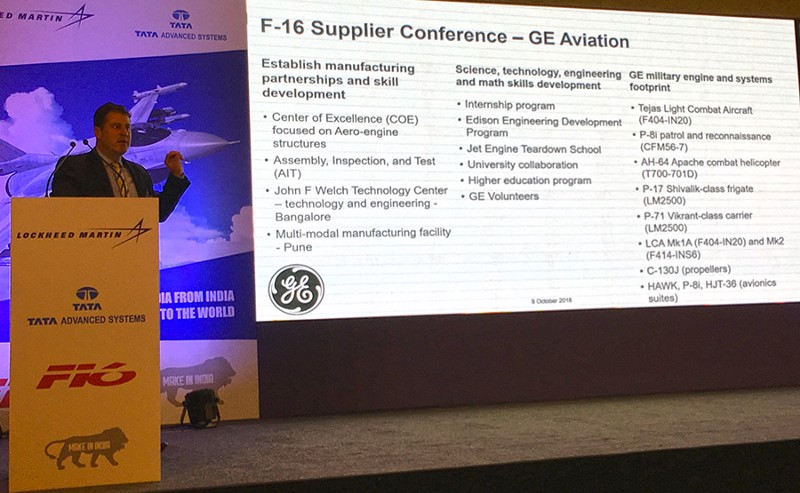 ED MARTIN
TATA
TATA ADVANCED SYSTEMS
LOCKHEED MARTIN
TATA
TATA ADVANCED SYSTEMS
F16
MAKE IN INDIA
DIA FROM INDIA
TO THE WORLD
MAKE IN INDIA
F-16 Supplier Conference – GE Aviation
Establish manufacturing
partnerships and skill
development
• Center of Excellence (COE)
focused on Aero-engine
structures
• Assembly, Inspection, and Test
(AIT)
• John F Welch Technology Center
– technology and engineering -
Bangalore
• Multi-modal manufacturing facility
- Pune
GE
Science, technology, engineering
and math skills development
• Internship program
• Edison Engineering Development
Program
• Jet Engine Teardown School
• University collaboration
• Higher education program
• GE Volunteers
GE military engine and systems
footprint
• Tejas Light Combat Aircraft
(F404-IN20)
• P-8i patrol and reconnaissance
(CFM56-7)
• AH-64 Apache combat helicopter
(T700-701D)
• P-17 Shivalik-class frigate
(LM2500)
• P-71 Vikrant-class carrier
(LM2500)
• LCA Mk1A (F404-IN20) and Mk2
(F414-INS6)
• C-130J (propellers)
• HAWK, P-8i, HJT-36 (avionics
suites)
9 October 2018